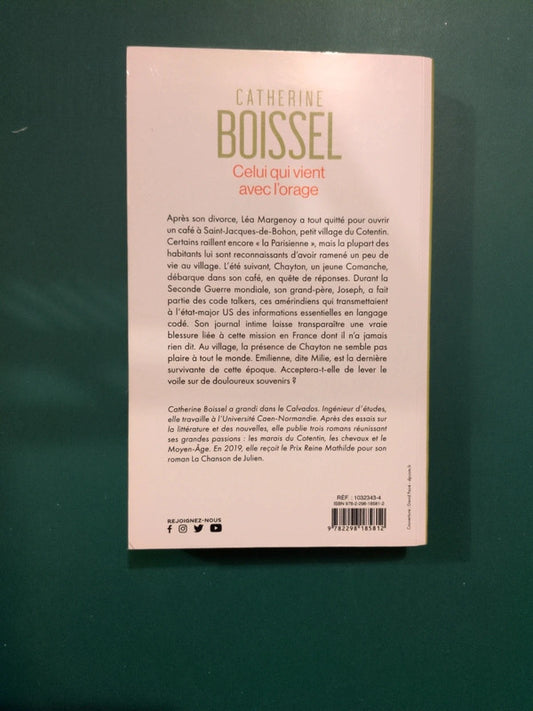 CATHERINE
BOISSEL
Celui qui vient
avec l'orage
Après son divorce, Léa Margenoy a tout quitté pour ouvrir
un café à Saint-Jacques-de-Bohon, petit village du Cotentin.
Certains raillent encore « la Parisienne », mais la plupart des
habitants lui sont reconnaissants d'avoir ramené un peu de
vie au village. L'été suivant, Chayton, un jeune Comanche,
débarque dans son café, en quête de réponses. Durant la
Seconde Guerre mondiale, son grand-père, Joseph, a fait
partie des code talkers, ces amérindiens qui transmettaient
à l'état-major US des informations essentielles en langage
codé. Son journal intime laisse transparaître une vraie
blessure liée à cette mission en France dont il n'a jamais
rien dit. Au village, la présence de Chayton ne semble pas
plaire à tout le monde. Emilienne, dite Milie, est la dernière
survivante de cette époque. Acceptera-t-elle de lever le
voile sur de douloureux souvenirs ?
Catherine Boissel a grandi dans le Calvados. Ingénieur d'études,
elle travaille à l'Université Caen-Normandie. Après des essais sur
la littérature et des nouvelles, elle publie trois romans réunissant
ses grandes passions : les marais du Cotentin, les chevaux et le
Moyen-Âge. En 2019, elle reçoit le Prix Reine Mathilde pour son
roman La Chanson de Julien.
RÉF. : 1032343-4
ISBN 978-2-298-18581-2
9 782298 185812
REJOIGNEZ-NOUS